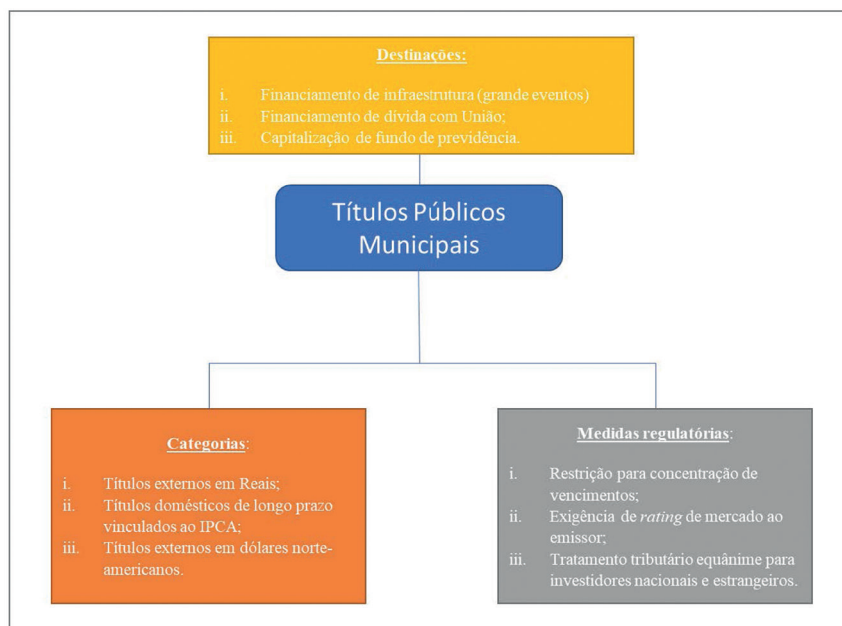 Destinações:
i. Financiamento de infraestrutura (grande eventos)
ii. Financiamento de dívida com União;
iii. Capitalização de fundo de previdência.
Títulos Públicos
Municipais
Categorias:
i. Títulos externos em Reais;
ii. Títulos domésticos de longo prazo
vinculados ao IPCA;
iii. Títulos externos em dólares norte-
americanos.
Medidas regulatórias:
i. Restrição para concentração de
vencimentos;
ii. Exigência de rating de mercado ao
emissor;
iii. Tratamento tributário equânime para
investidores nacionais e estrangeiros.